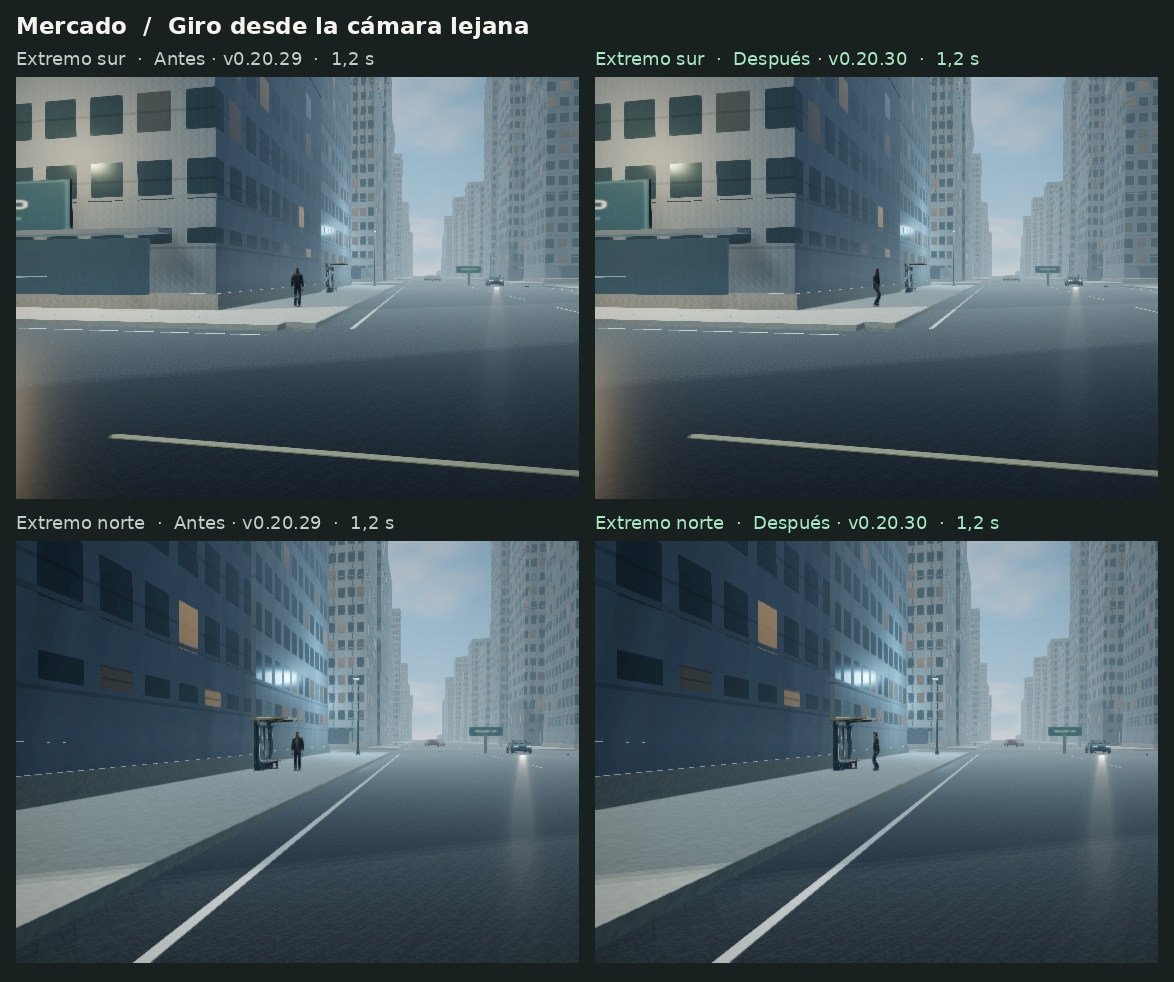 Mercado / Giro desde la cámara lejana
Extremo sur · Antes · v0.20.29 · 1,2 s
Extremo sur · Después · v0.20.30 · 1,2 s
Extremo norte · Antes · v0.20.29 · 1,2 s
Extremo norte · Después · v0.20.30 · 1,2 s